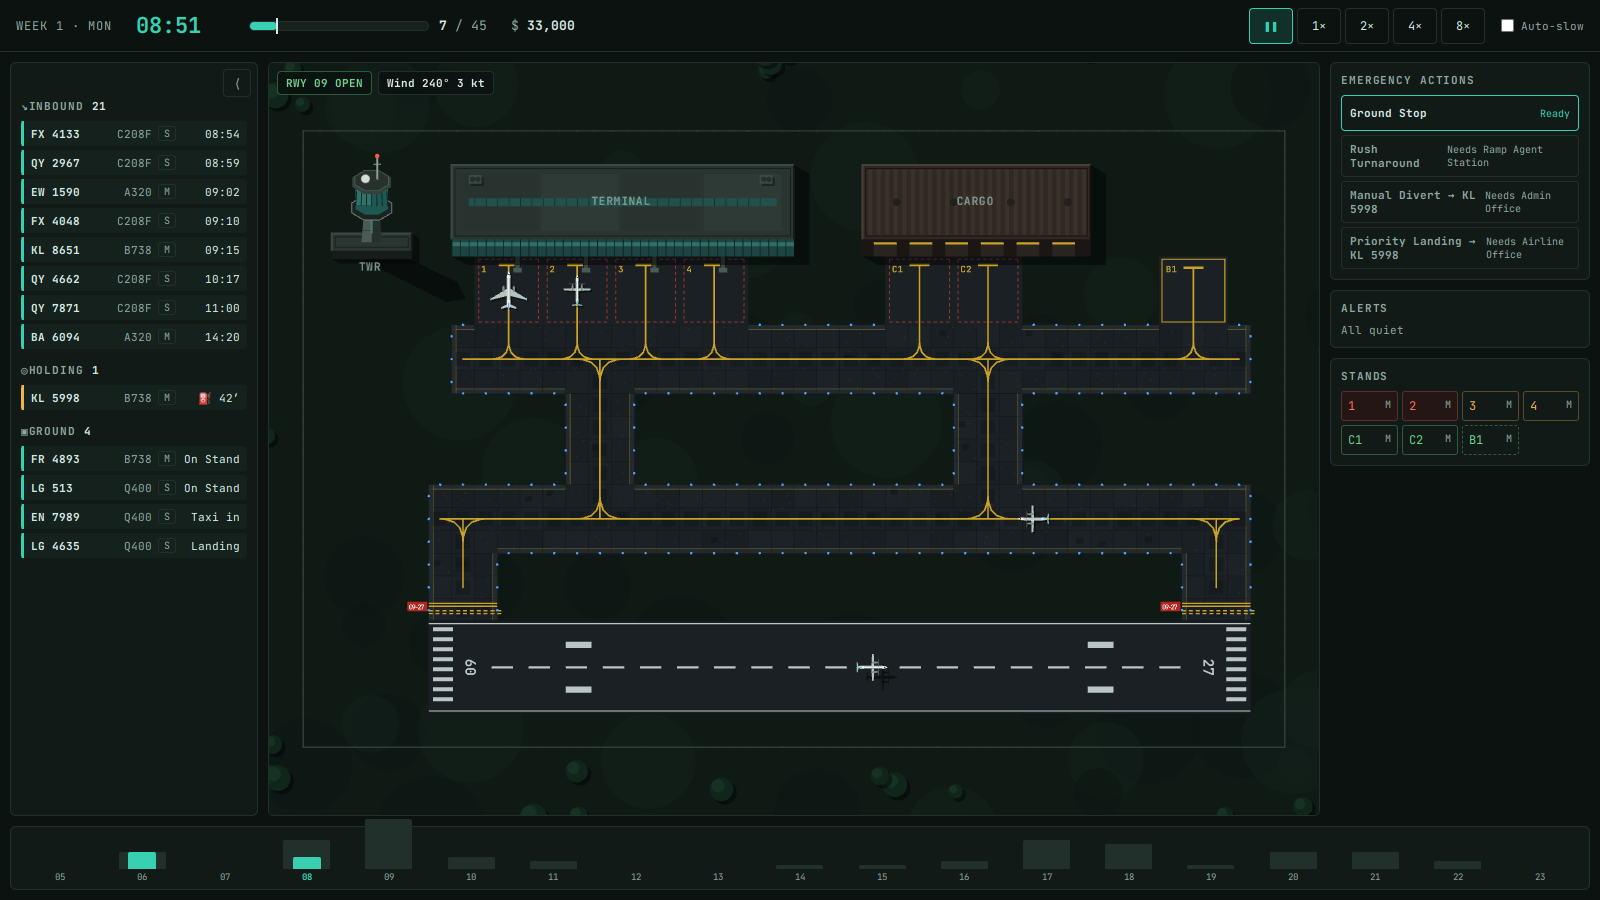 WEEK 1 · MON 08:51 7 / 45 $ 33,000 1× 2× 4× 8× Auto-slow
INBOUND 21
FX 4133 C208F S 08:54
QY 2967 C208F S 08:59
EW 1590 A320 M 09:02
FX 4048 C208F S 09:10
KL 8651 B738 M 09:15
QY 4662 C208F S 10:17
QY 7871 C208F S 11:00
BA 6094 A320 M 14:20
HOLDING 1
KL 5998 B738 M 42′
GROUND 4
FR 4893 B738 M On Stand
LG 513 Q400 S On Stand
EN 7989 Q400 S Taxi in
LG 4635 Q400 S Landing
RWY 09 OPEN Wind 240° 3 kt
TERMINAL
CARGO
TWR
1 2 3 4 C1 C2 B1
09-27 09-27
09 27
EMERGENCY ACTIONS
Ground Stop Ready
Rush Turnaround Needs Ramp Agent Station
Manual Divert → KL 5998 Needs Admin Office
Priority Landing → KL 5998 Needs Airline Office
ALERTS
All quiet
STANDS
1 M 2 M 3 M 4 M
C1 M C2 M B1 M
05 06 07 08 09 10 11 12 13 14 15 16 17 18 19 20 21 22 23